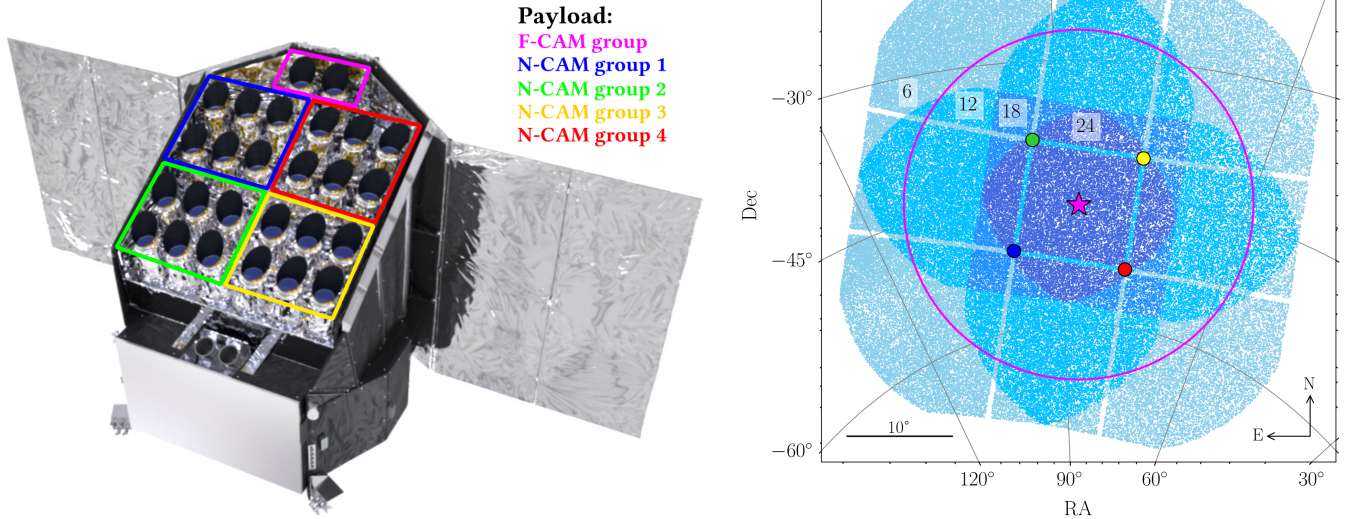 Payload:
F-CAM group
N-CAM group 1
N-CAM group 2
N-CAM group 3
N-CAM group 4
6
12
18
24
−30°
−45°
−60°
Dec
10°
N
E
120°
90°
60°
30°
RA